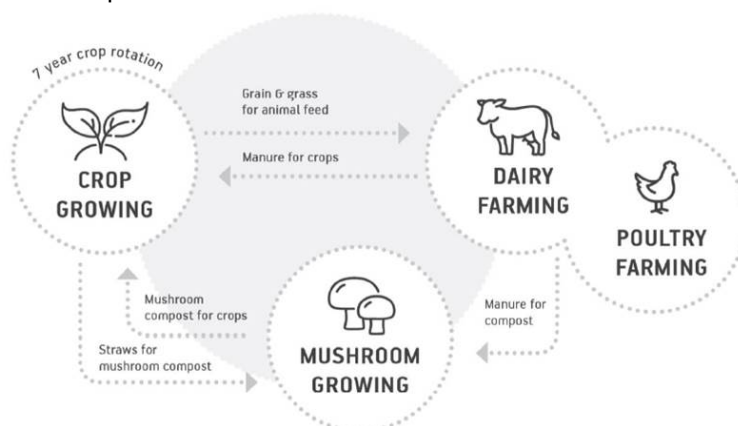 7 year crop rotation
CROP
GROWING
Grain & grass
for animal feed
Manure for crops
DAIRY
FARMING
POULTRY
FARMING
Mushroom
compost for crops
Straws for
mushroom compost
MUSHROOM
GROWING
Manure for
compost